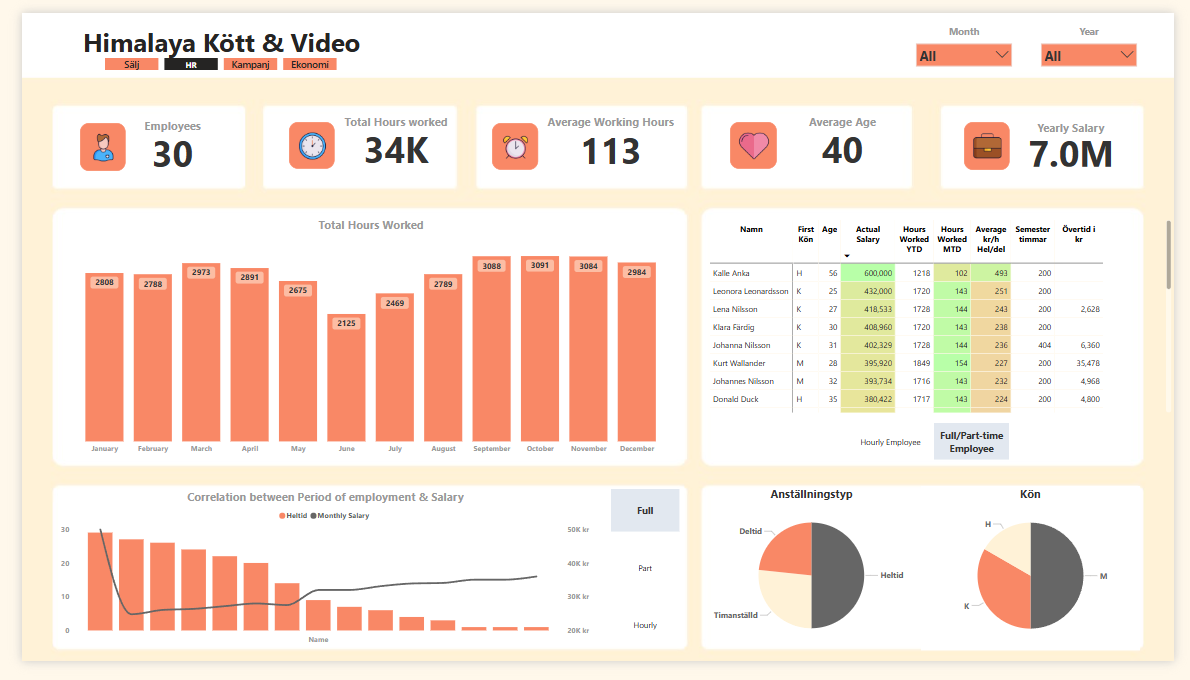 Himalaya Kött & Video
Sälj HR Kampanj Ekonomi
Month Year
All All
Employees
30
Total Hours worked
34K
Average Working Hours
113
Average Age
40
Yearly Salary
7.0M
Total Hours Worked
2808 2788 2973 2891 2675 2125 2469 2789 3088 3091 3084 2984
January February March April May June July August September October November December
Namn First Kön Age Actual Salary Hours Worked YTD Hours Worked MTD Average kr/h Hel/del Semester timmar Övertid i kr
Kalle Anka H 56 600,000 1218 102 493 200
Leonora Leonardsson K 25 432,000 1720 143 251 200
Lena Nilsson K 27 418,533 1728 144 243 200 2,628
Klara Färdig K 30 408,960 1720 143 238 200
Johanna Nilsson K 31 402,329 1728 144 236 404 6,360
Kurt Wallander M 28 395,920 1849 154 227 200 35,478
Johannes Nilsson M 32 393,734 1716 143 232 200 4,968
Donald Duck H 35 380,422 1717 143 224 200 4,800
Hourly Employee
Full/Part-time
Employee
Correlation between Period of employment & Salary
Heltid Monthly Salary
30
20
10
0
50K kr
40K kr
30K kr
20K kr
Name
Full
Part
Hourly
Anställningstyp
Deltid
Heltid
Timanställd
Kön
H
M
K